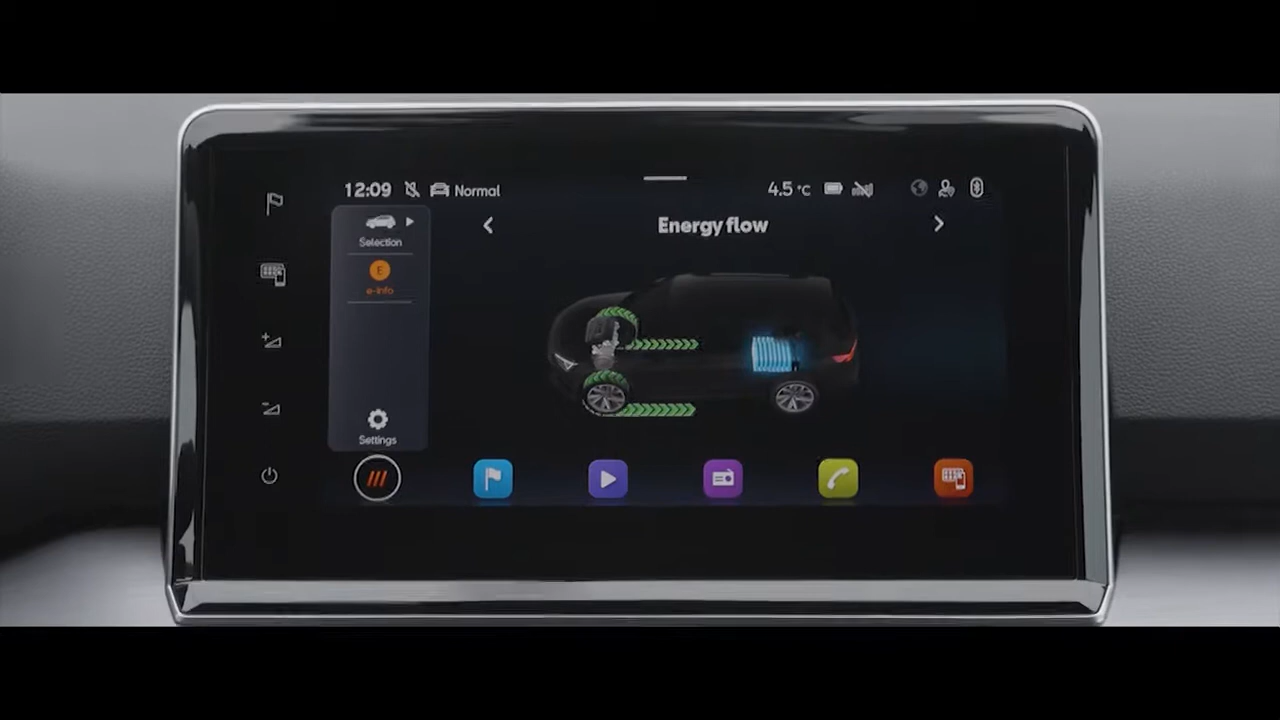 12:09 Normal 4.5 °C
Energy flow
Selection
E
e-info
Settings